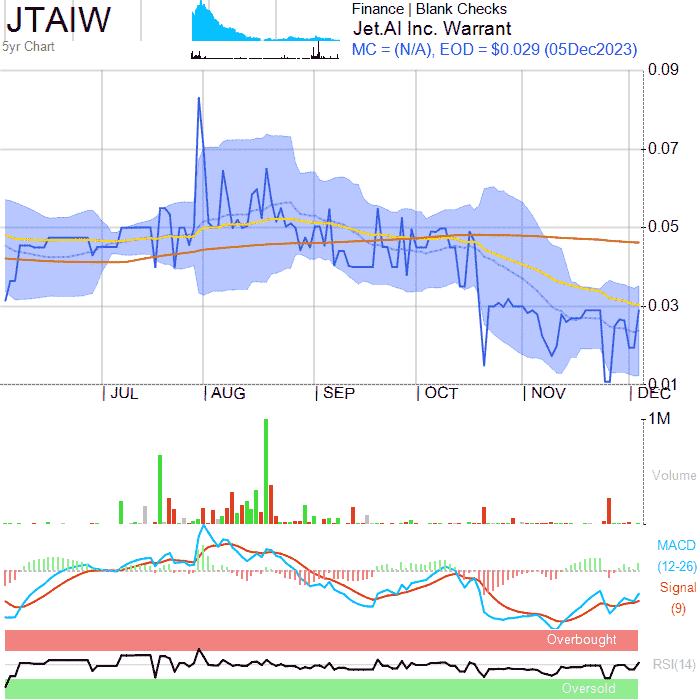 JTAIW
5yr Chart
Finance | Blank Checks
Jet.AI Inc. Warrant
MC = (N/A), EOD = $0.029 (05Dec2023)
0.09
0.07
0.05
0.03
0.01
JUL AUG SEP OCT NOV DEC
1M
Volume
MACD
(12-26)
Signal
(9)
Overbought
RSI(14)
Oversold